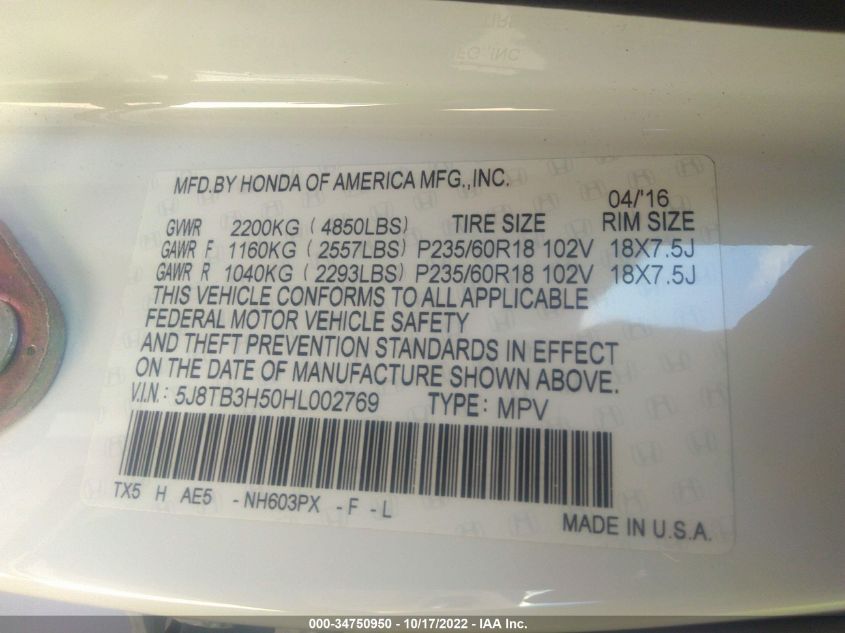 MFD.BY HONDA OF AMERICA MFG.,INC.
04/'16
GVWR 2200KG (4850LBS) TIRE SIZE RIM SIZE
GAWR F 1160KG (2557LBS) P235/60R18 102V 18X7.5J
GAWR R 1040KG (2293LBS) P235/60R18 102V 18X7.5J
THIS VEHICLE CONFORMS TO ALL APPLICABLE
FEDERAL MOTOR VEHICLE SAFETY
AND THEFT PREVENTION STANDARDS IN EFFECT
ON THE DATE OF MANUFACTURE SHOWN ABOVE.
V.I.N.: 5J8TB3H50HL002769 TYPE: MPV
TX5 H AE5 -NH603PX -F -L
MADE IN U.S.A.
000-34750950 - 10/17/2022 - IAA Inc.